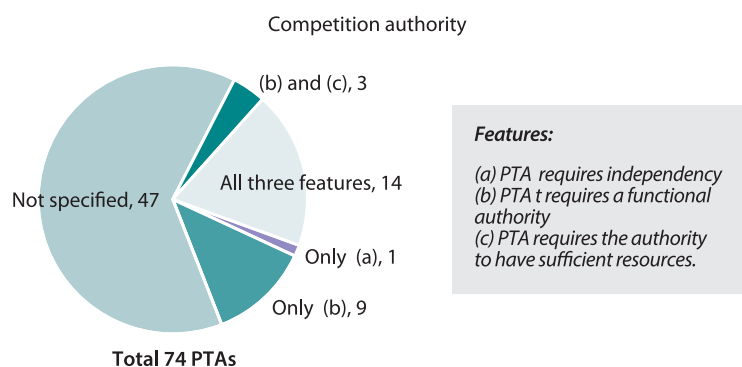 Competition authority
(b) and (c), 3
All three features, 14
Not specified, 47
Only (a), 1
Only (b), 9
Total 74 PTAs
Features:
(a) PTA requires independency
(b) PTA t requires a functional
authority
(c) PTA requires the authority
to have sufficient resources.